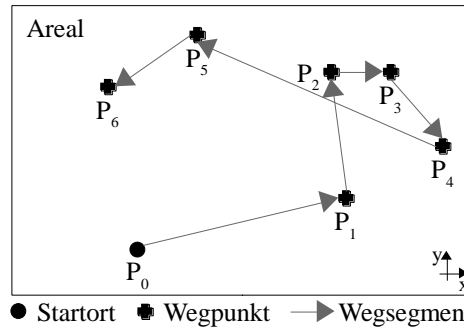 Areal
P5
P2
P3
P6
P4
P1
P0
y
x
Startort
Wegpunkt
Wegsegmen